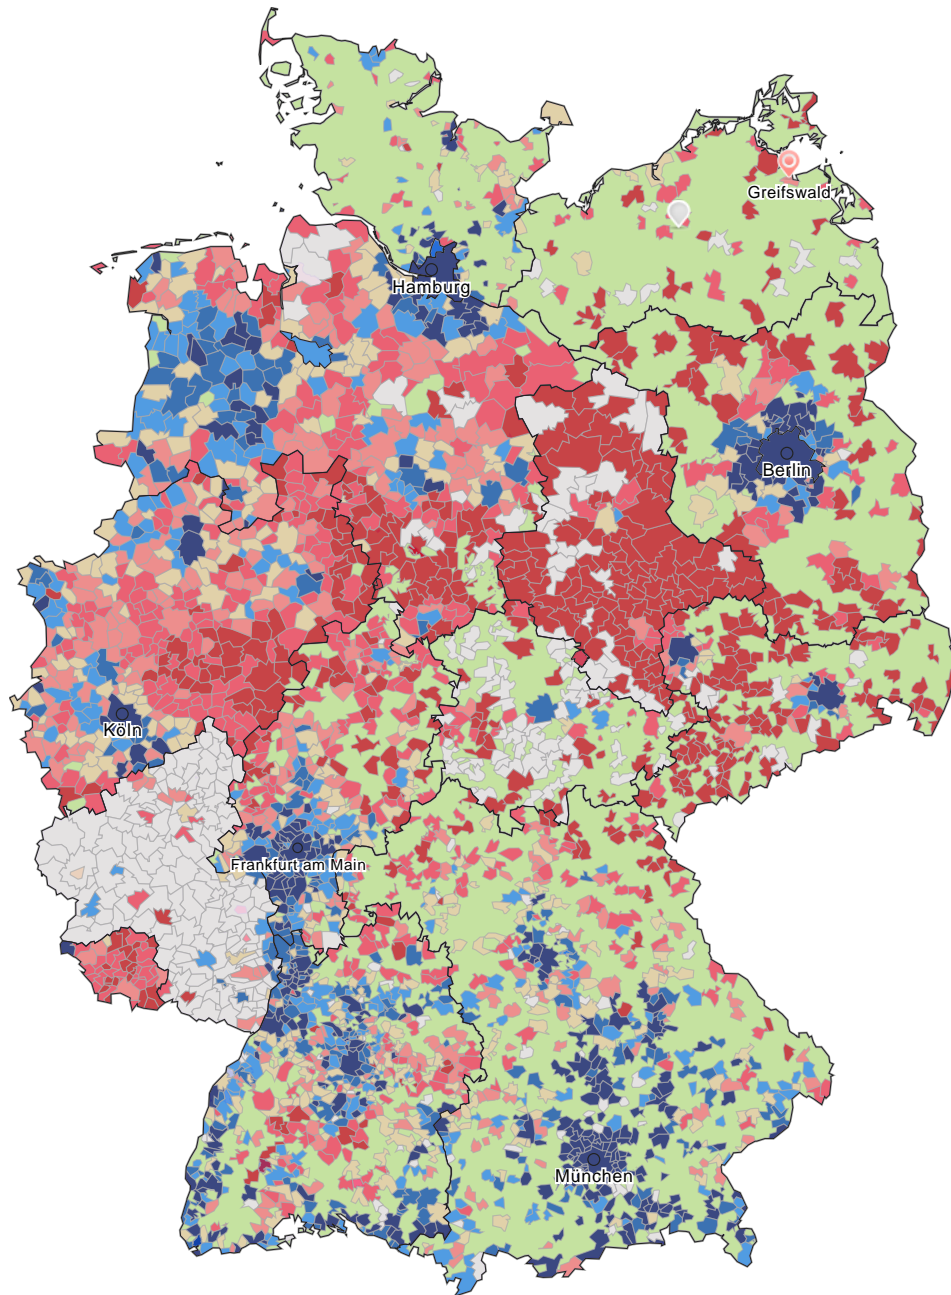 Greifswald
Hamburg
Berlin
Köln
Frankfurt am Main
München